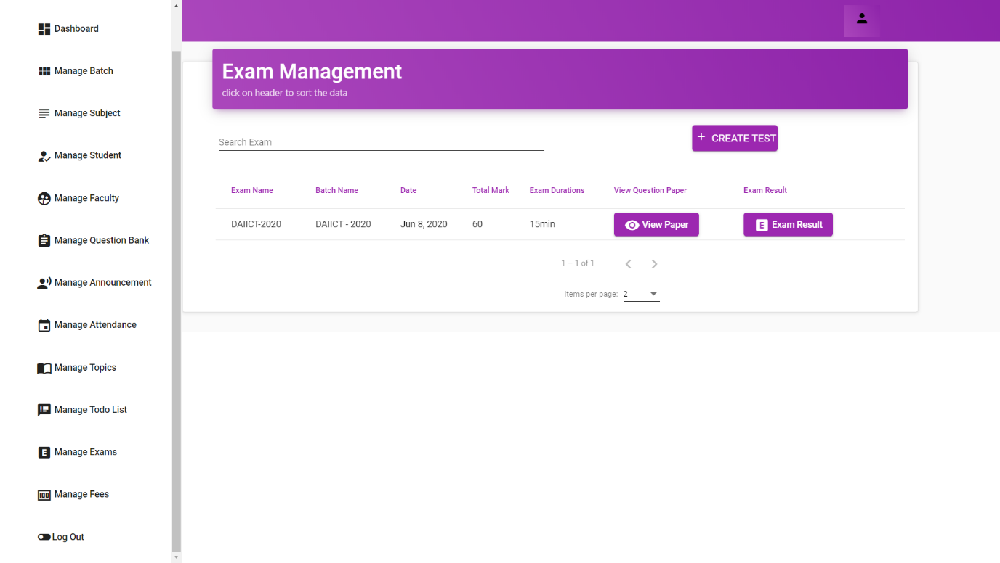 Dashboard
Manage Batch
Manage Subject
Manage Student
Manage Faculty
Manage Question Bank
Manage Announcement
Manage Attendance
Manage Topics
Manage Todo List
E Manage Exams
100 Manage Fees
Log Out
Exam Management
click on header to sort the data
Search Exam
+ CREATE TEST
Exam Name Batch Name Date Total Mark Exam Durations View Question Paper Exam Result
DAIICT-2020 DAIICT - 2020 Jun 8, 2020 60 15min View Paper E Exam Result
1 – 1 of 1
Items per page: 2